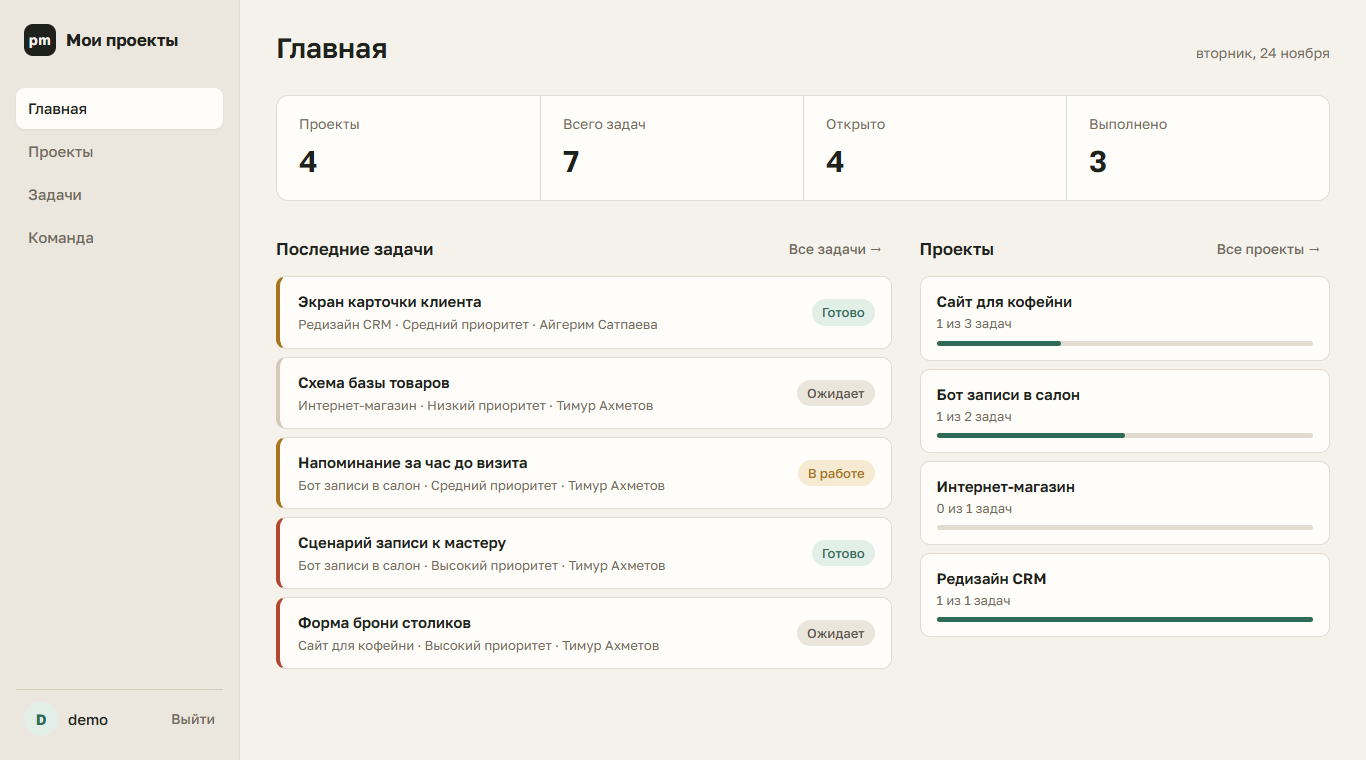 pm Мои проекты
Главная
Проекты
Задачи
Команда
D demo Выйти
Главная
вторник, 24 ноября
Проекты
4
Всего задач
7
Открыто
4
Выполнено
3
Последние задачи
Все задачи →
Экран карточки клиента
Редизайн CRM · Средний приоритет · Айгерим Сатпаева
Готово
Схема базы товаров
Интернет-магазин · Низкий приоритет · Тимур Ахметов
Ожидает
Напоминание за час до визита
Бот записи в салон · Средний приоритет · Тимур Ахметов
В работе
Сценарий записи к мастеру
Бот записи в салон · Высокий приоритет · Тимур Ахметов
Готово
Форма брони столиков
Сайт для кофейни · Высокий приоритет · Тимур Ахметов
Ожидает
Проекты
Все проекты →
Сайт для кофейни
1 из 3 задач
Бот записи в салон
1 из 2 задач
Интернет-магазин
0 из 1 задач
Редизайн CRM
1 из 1 задач